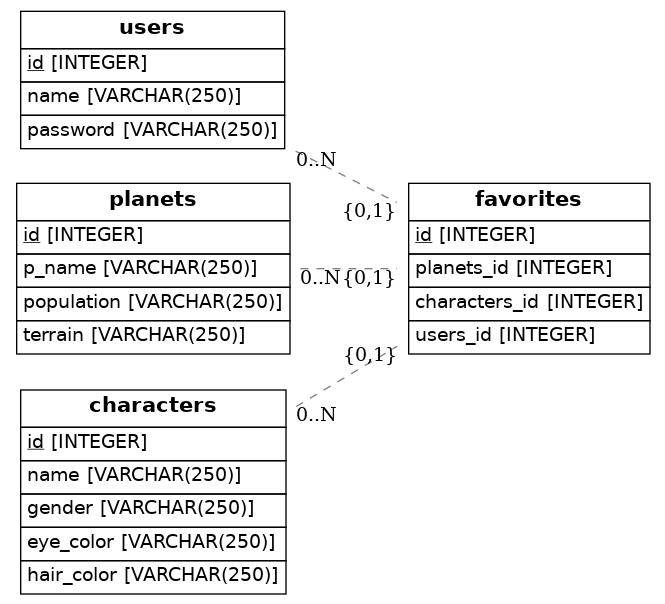 users
id [INTEGER]
name [VARCHAR(250)]
password [VARCHAR(250)]
0..N
{0,1}
planets
id [INTEGER]
p_name [VARCHAR(250)]
population [VARCHAR(250)]
terrain [VARCHAR(250)]
0..N
{0,1}
favorites
id [INTEGER]
planets_id [INTEGER]
characters_id [INTEGER]
users_id [INTEGER]
{0,1}
0..N
characters
id [INTEGER]
name [VARCHAR(250)]
gender [VARCHAR(250)]
eye_color [VARCHAR(250)]
hair_color [VARCHAR(250)]